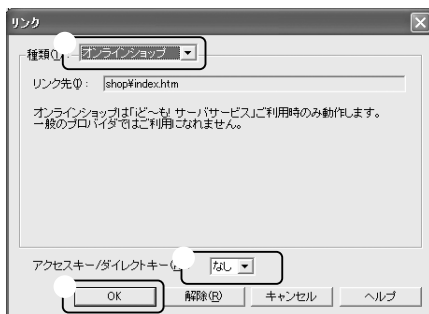 リンク
種類(T): オンラインショップ
リンク先(I): shop¥index.htm
オンラインショップは「iど～も! サーバサービス」ご利用時のみ動作します。
一般のプロバイダではご利用になれません。
アクセスキー/ダイレクトキー なし
OK 解除(R) キャンセル ヘルプ